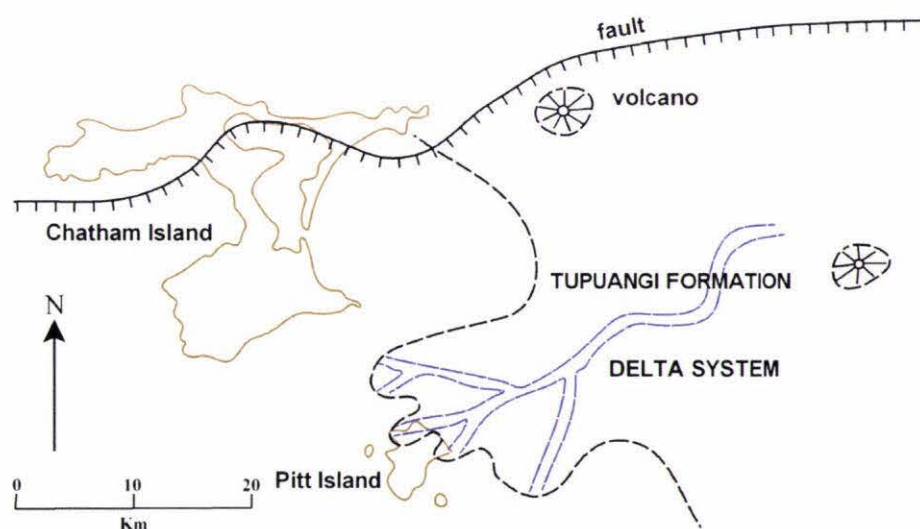 fault
volcano
Chatham Island
TUPUANGI FORMATION
N
DELTA SYSTEM
Pitt Island
0 10 20
Km